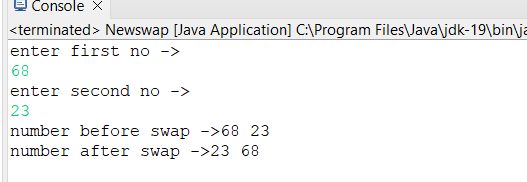 Console
<terminated> Newswap [Java Application] C:\Program Files\Java\jdk-19\bin\ja
enter first no ->
68
enter second no ->
23
number before swap ->68 23
number after swap ->23 68